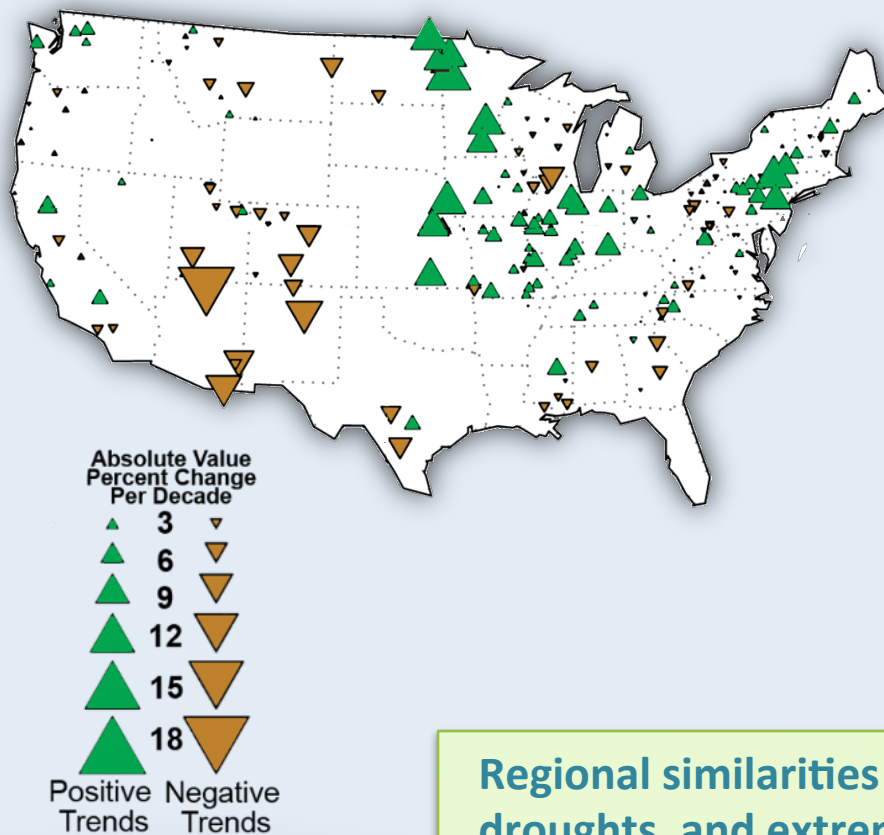 Absolute Value
Percent Change
Per Decade
3
6
9
12
15
18
Positive Negative
Trends Trends
Regional similarities
droughts, and extrem